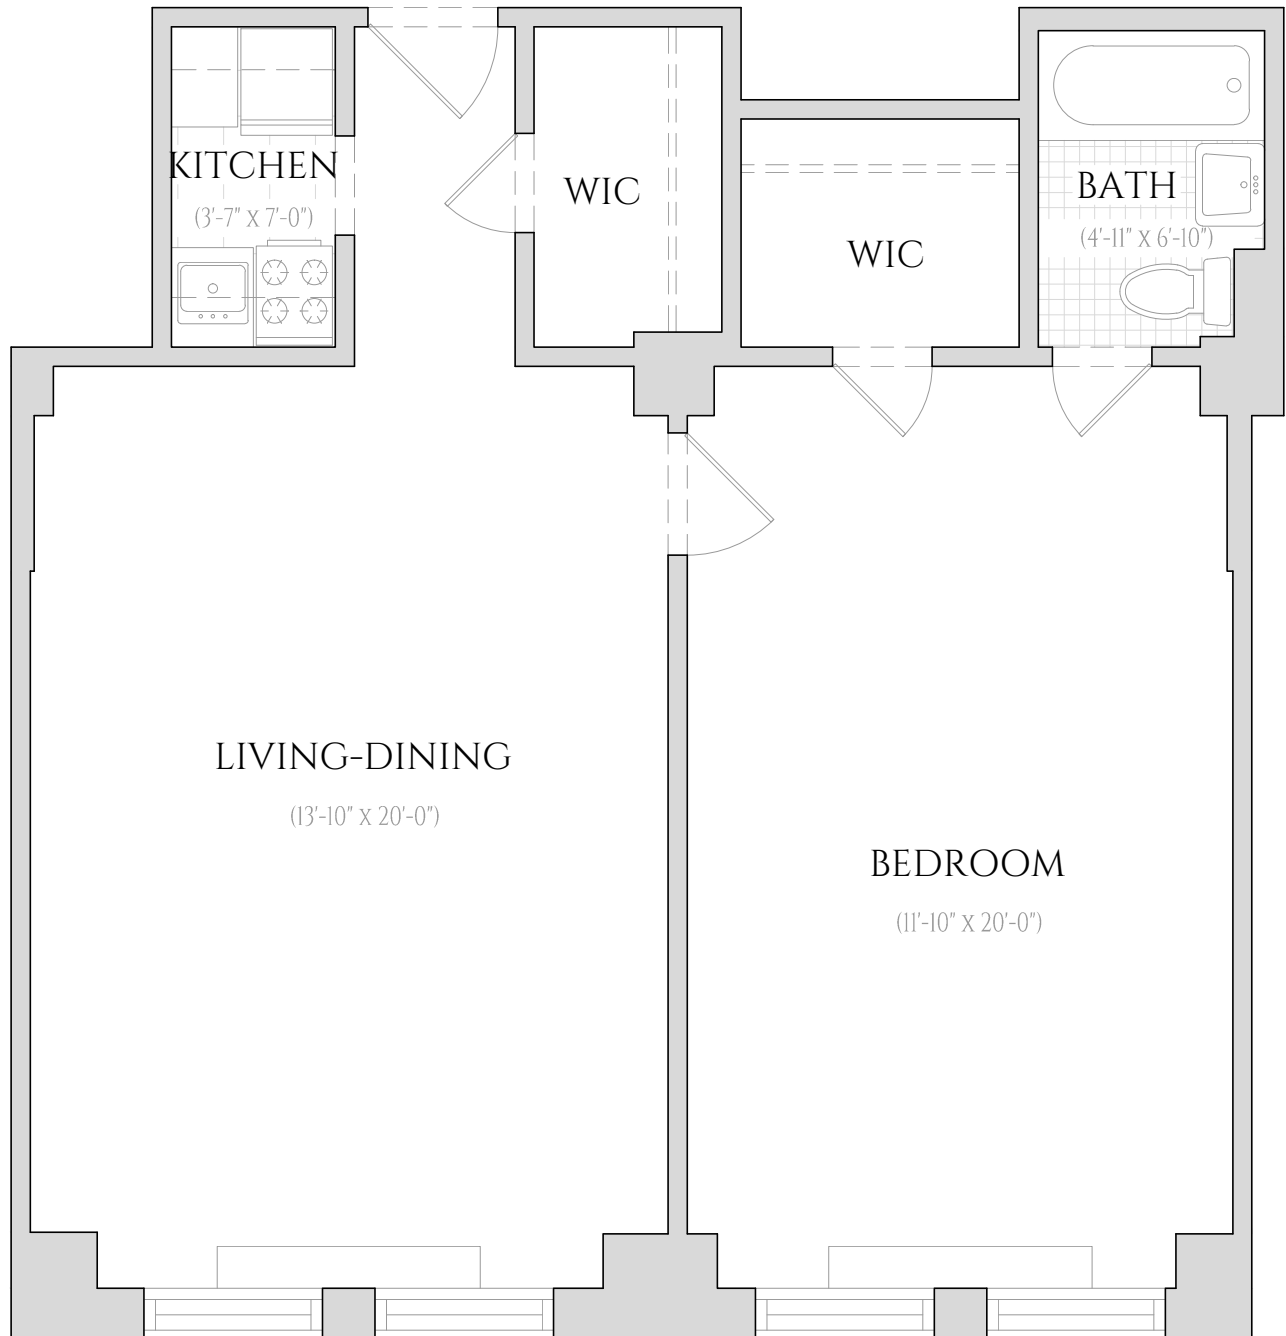 KITCHEN
(3'-7" X 7'-0")
WIC
WIC
BATH
(4'-11" X 6'-10")
LIVING-DINING
(13'-10" X 20'-0")
BEDROOM
(11'-10" X 20'-0")